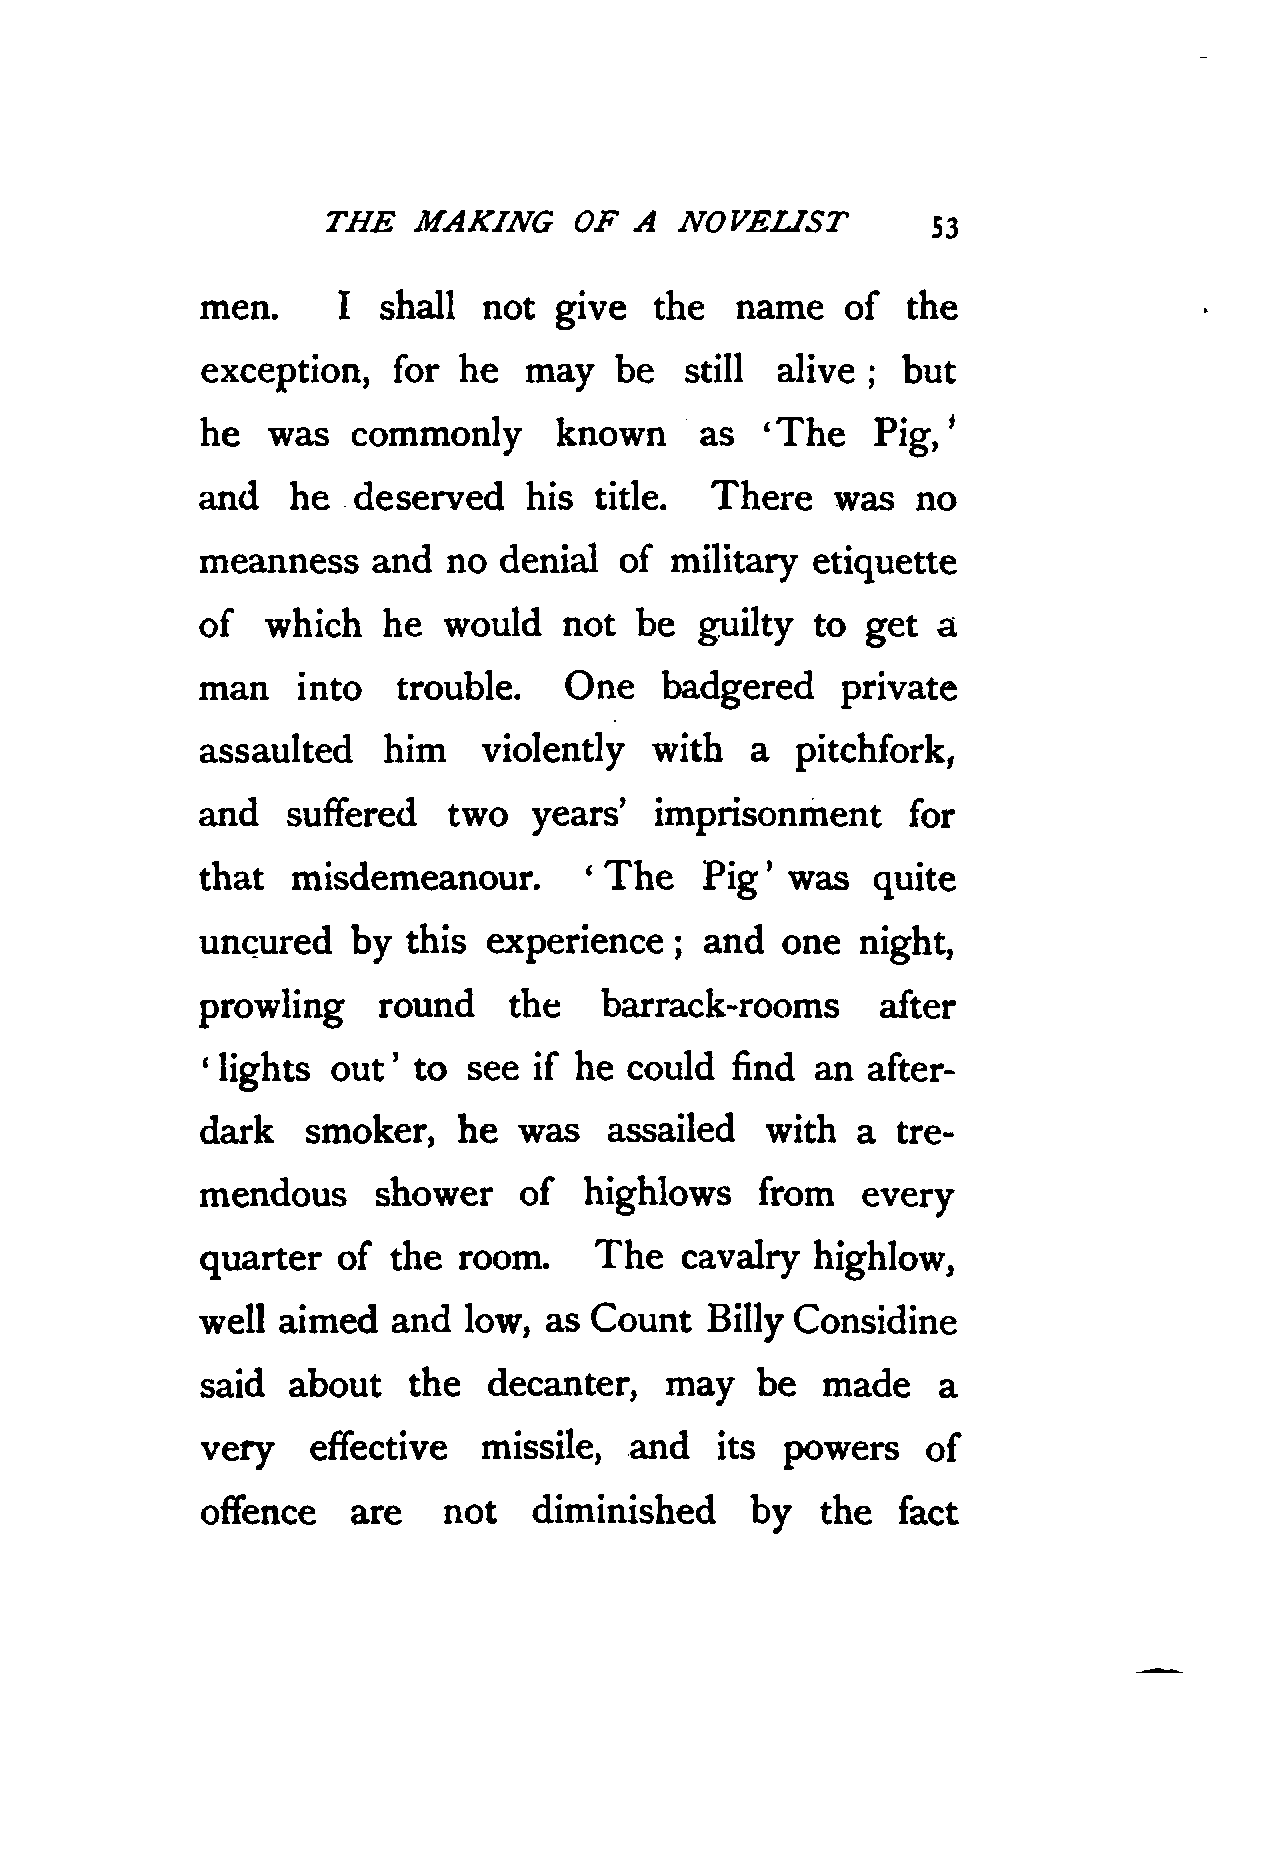 THE MAKING OF A NOVELIST 53
men. I shall not give the name of the
exception, for he may be still alive ; but
he was commonly known as ‘The Pig,’
and he deserved his title. There was no
meanness and no denial of military etiquette
of which he would not be guilty to get a
man into trouble. One badgered private
assaulted him violently with a pitchfork,
and suffered two years’ imprisonment for
that misdemeanour. ‘ The Pig ’ was quite
uncured by this experience ; and one night,
prowling round the barrack-rooms after
‘ lights out ’ to see if he could find an after-
dark smoker, he was assailed with a tre-
mendous shower of highlows from every
quarter of the room. The cavalry highlow,
well aimed and low, as Count Billy Considine
said about the decanter, may be made a
very effective missile, and its powers of
offence are not diminished by the fact